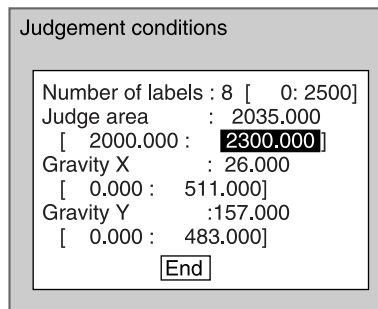 Judgement conditions
Number of labels : 8 [ 0: 2500]
Judge area : 2035.000
[ 2000.000 : 2300.000 ]
Gravity X : 26.000
[ 0.000 : 511.000]
Gravity Y :157.000
[ 0.000 : 483.000]
End